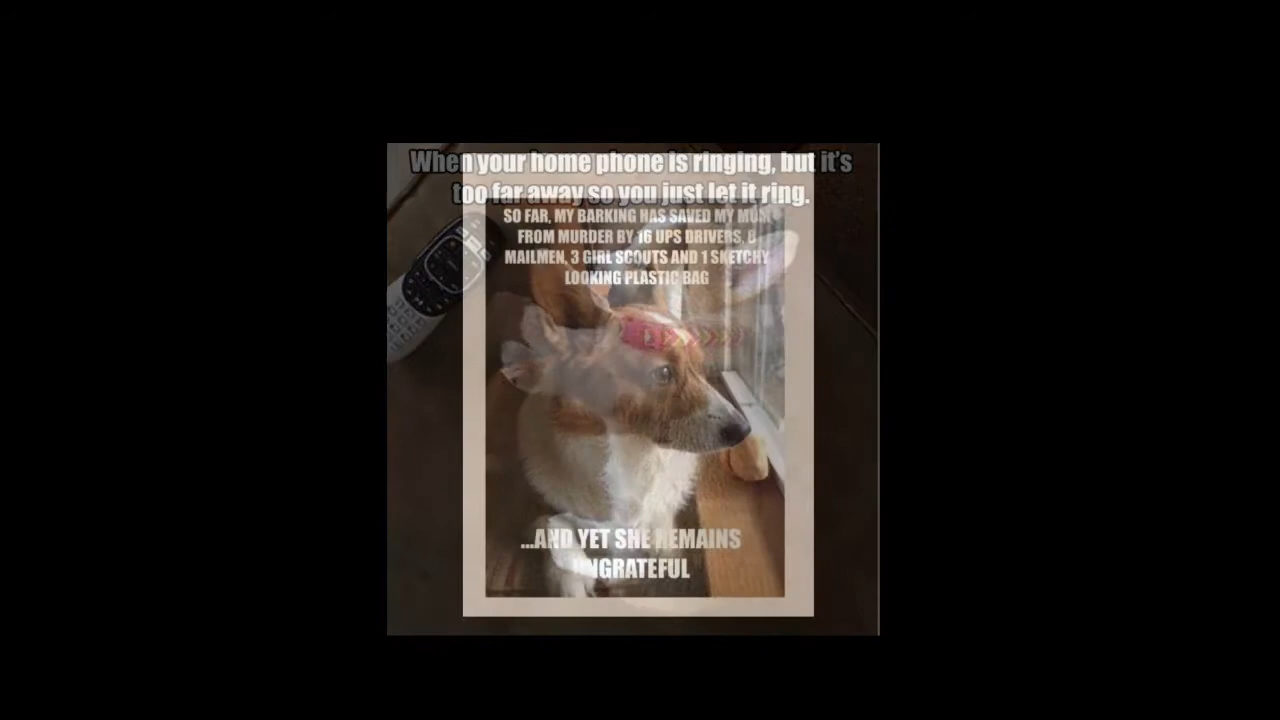 When your home phone is ringing, but it's
too far away so you just let it ring.
SO FAR, MY BARKING HAS SAVED MY MOM
FROM MURDER BY 16 UPS DRIVERS, 8
MAILMEN, 3 GIRL SCOUTS AND 1 SKETCHY
LOOKING PLASTIC BAG
...AND YET SHE REMAINS
UNGRATEFUL